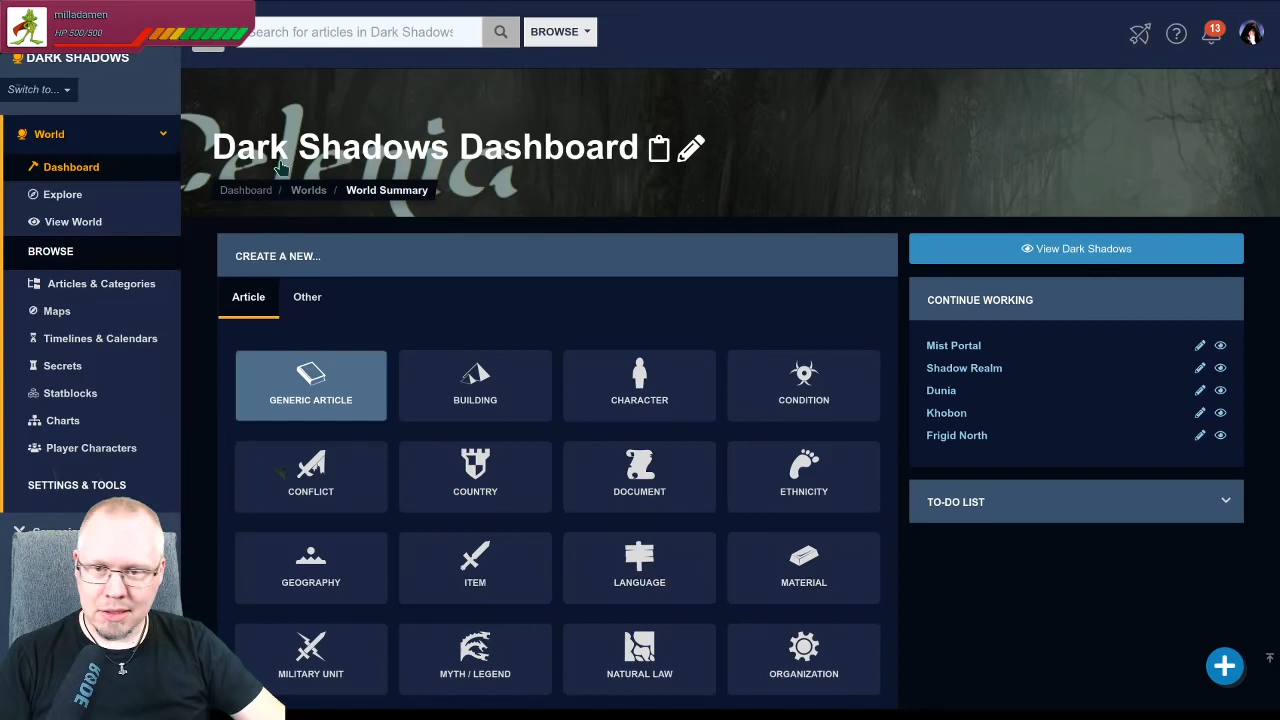 milladamen
HP 500/500
Search for articles in Dark Shadows
BROWSE
13
DARK SHADOWS
Switch to...
World
Dashboard
Explore
View World
BROWSE
Articles & Categories
Maps
Timelines & Calendars
Secrets
Statblocks
Charts
Player Characters
SETTINGS & TOOLS
Celenia
Dark Shadows Dashboard
Dashboard / Worlds / World Summary
CREATE A NEW...
Article
Other
GENERIC ARTICLE
BUILDING
CHARACTER
CONDITION
CONFLICT
COUNTRY
DOCUMENT
ETHNICITY
GEOGRAPHY
ITEM
LANGUAGE
MATERIAL
MILITARY UNIT
MYTH / LEGEND
NATURAL LAW
ORGANIZATION
View Dark Shadows
CONTINUE WORKING
Mist Portal
Shadow Realm
Dunia
Khobon
Frigid North
TO-DO LIST
RØDE